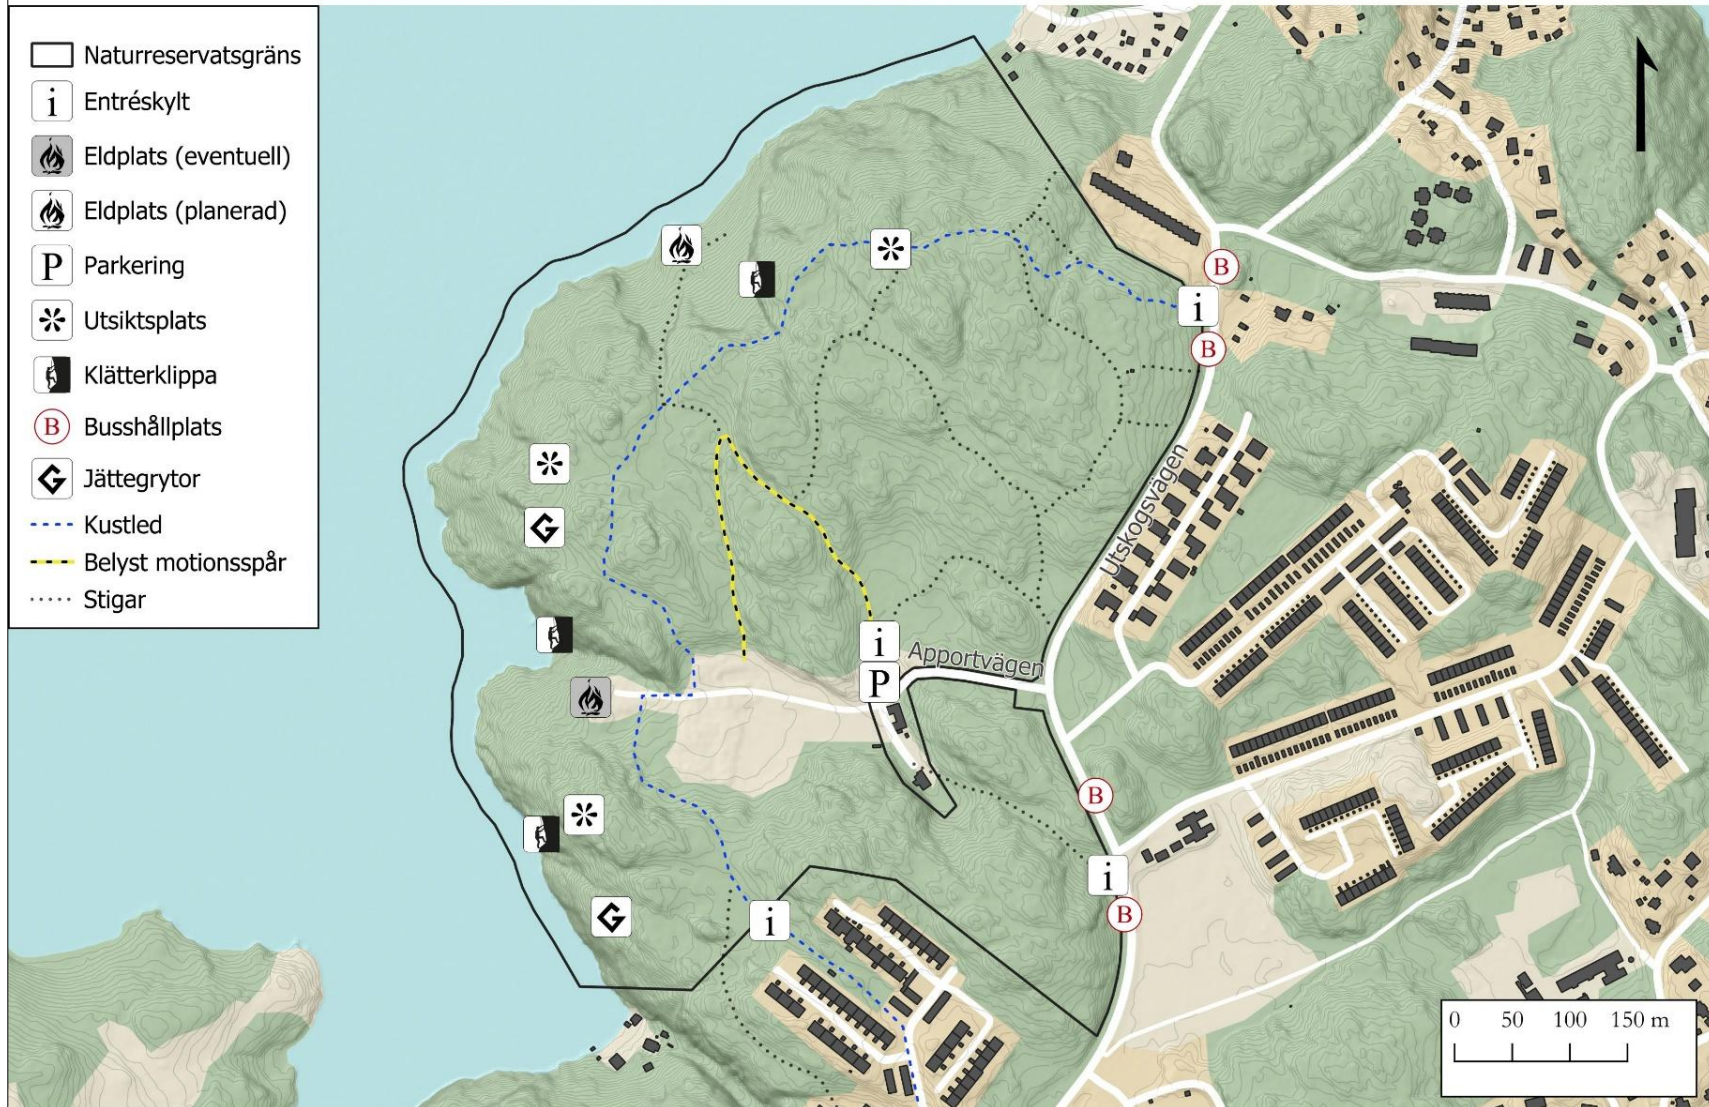 Naturreservatsgräns
i Entréskylt
Eldplats (eventuell)
Eldplats (planerad)
P Parkering
Utsiktsplats
Klätterklippa
B Busshållplats
G Jättegrytor
Kustled
Belyst motionsspår
Stigar
B
i
B
Utskogsvägen
G
i
Apportvägen
P
B
i
B
G
i
0 50 100 150 m